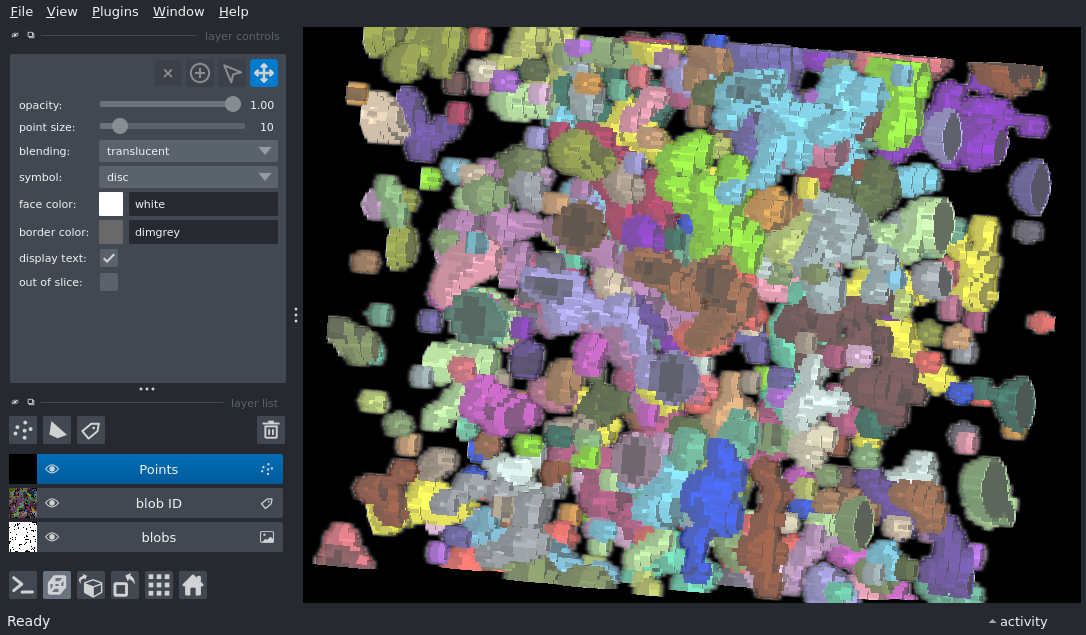 File View Plugins Window Help
layer controls
opacity: 1.00
point size: 10
blending: translucent
symbol: disc
face color: white
border color: dimgrey
display text:
out of slice:
layer list
Points
blob ID
blobs
Ready
activity